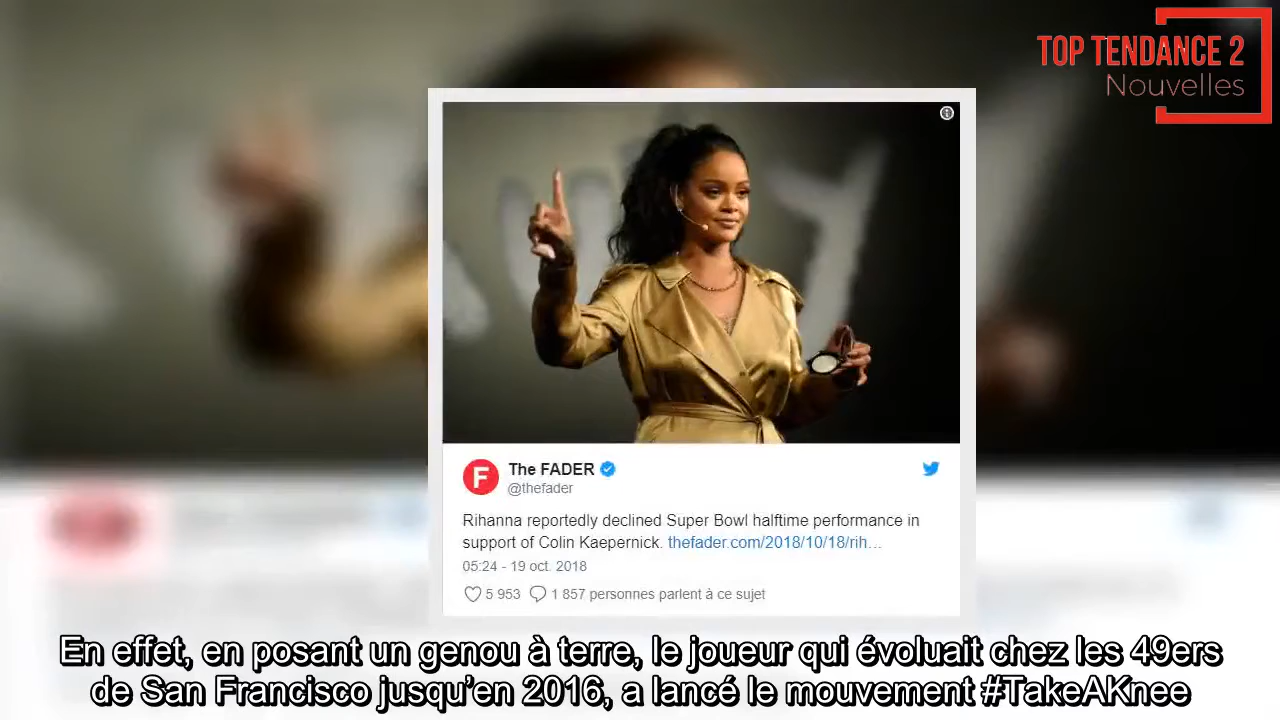 TOP TENDANCE 2
Nouvelles
F
The FADER
@thefader
Rihanna reportedly declined Super Bowl halftime performance in
support of Colin Kaepernick. thefader.com/2018/10/18/rih…
05:24 - 19 oct. 2018
5 953 1 857 personnes parlent à ce sujet
En effet, en posant un genou à terre, le joueur qui évoluait chez les 49ers
de San Francisco jusqu’en 2016, a lancé le mouvement #TakeAKnee